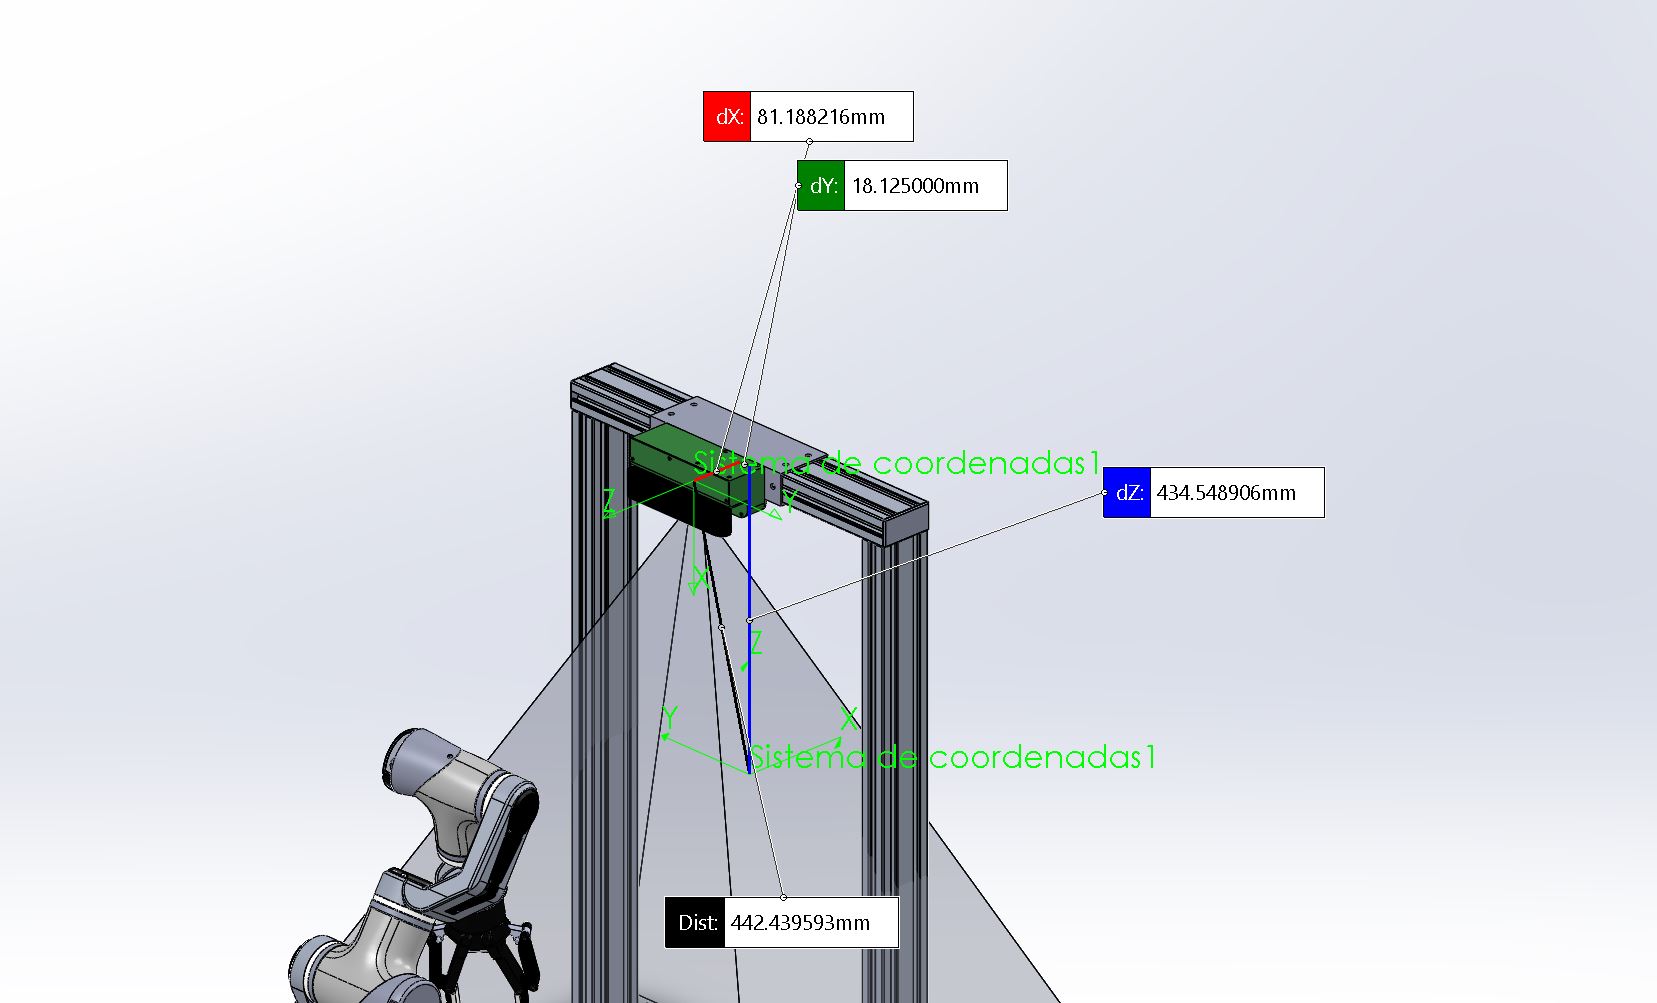 dX: 81.188216mm
dY: 18.125000mm
Sistema de coordenadas1
dZ: 434.548906mm
Z
Y
X
Z
Y
X
Sistema de coordenadas1
Dist: 442.439593mm